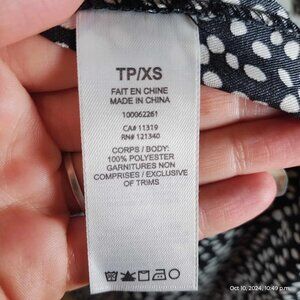 TP/XS
FAIT EN CHINE
MADE IN CHINA
100062261
CA# 11319
RN# 121340
CORPS / BODY:
100% POLYESTER
GARNITURES NON
COMPRISES / EXCLUSIVE
OF TRIMS
Oct 10, 2024, 10:49 p.m.